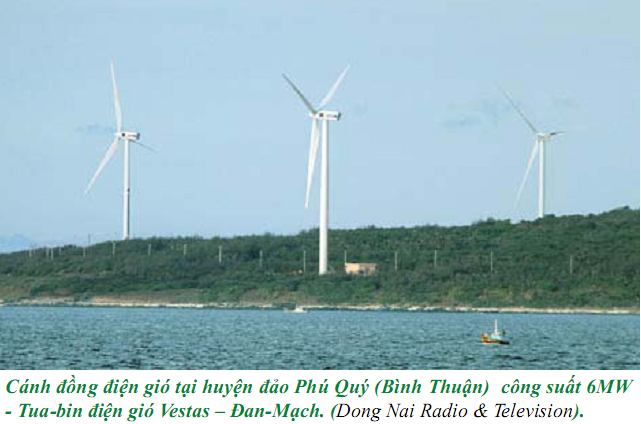 Cánh đồng điện gió tại huyện đảo Phú Quý (Bình Thuận) công suất 6MW
- Tua-bin điện gió Vestas – Đan-Mạch. (Dong Nai Radio & Television).